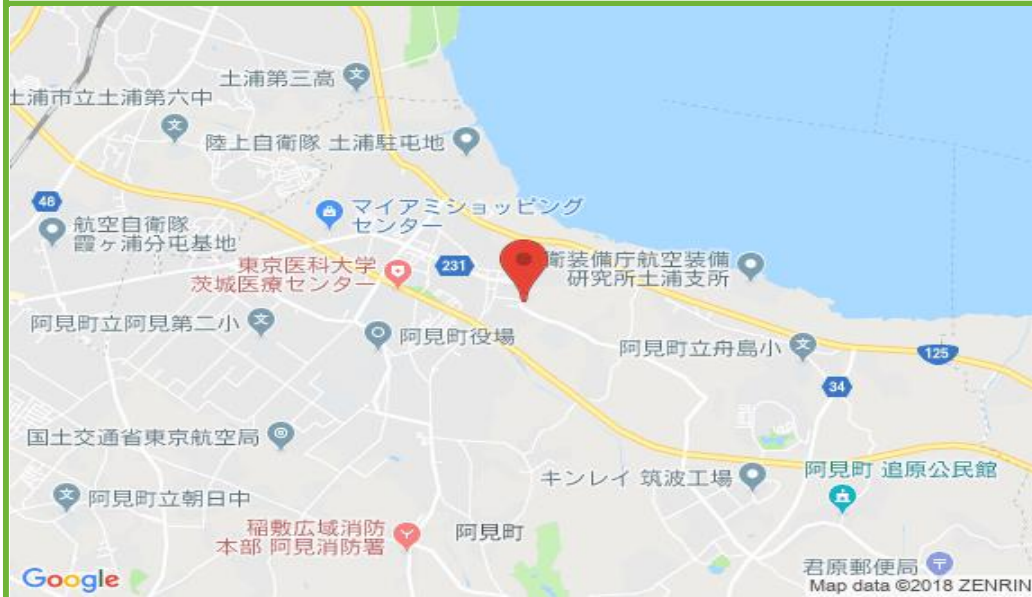 土浦第三高
土浦市立土浦第六中
陸上自衛隊 土浦駐屯地
48
航空自衛隊
霞ヶ浦分屯基地
マイアミショッピング
センター
東京医科大学
茨城医療センター
231
衛装備庁航空装備
研究所土浦支所
阿見町立阿見第二小
阿見町役場
阿見町立舟島小
125
34
国土交通省東京航空局
キンレイ 筑波工場
阿見町 追原公民館
阿見町立朝日中
稲敷広域消防
本部 阿見消防署
阿見町
君原郵便局
Google
Map data ©2018 ZENRIN